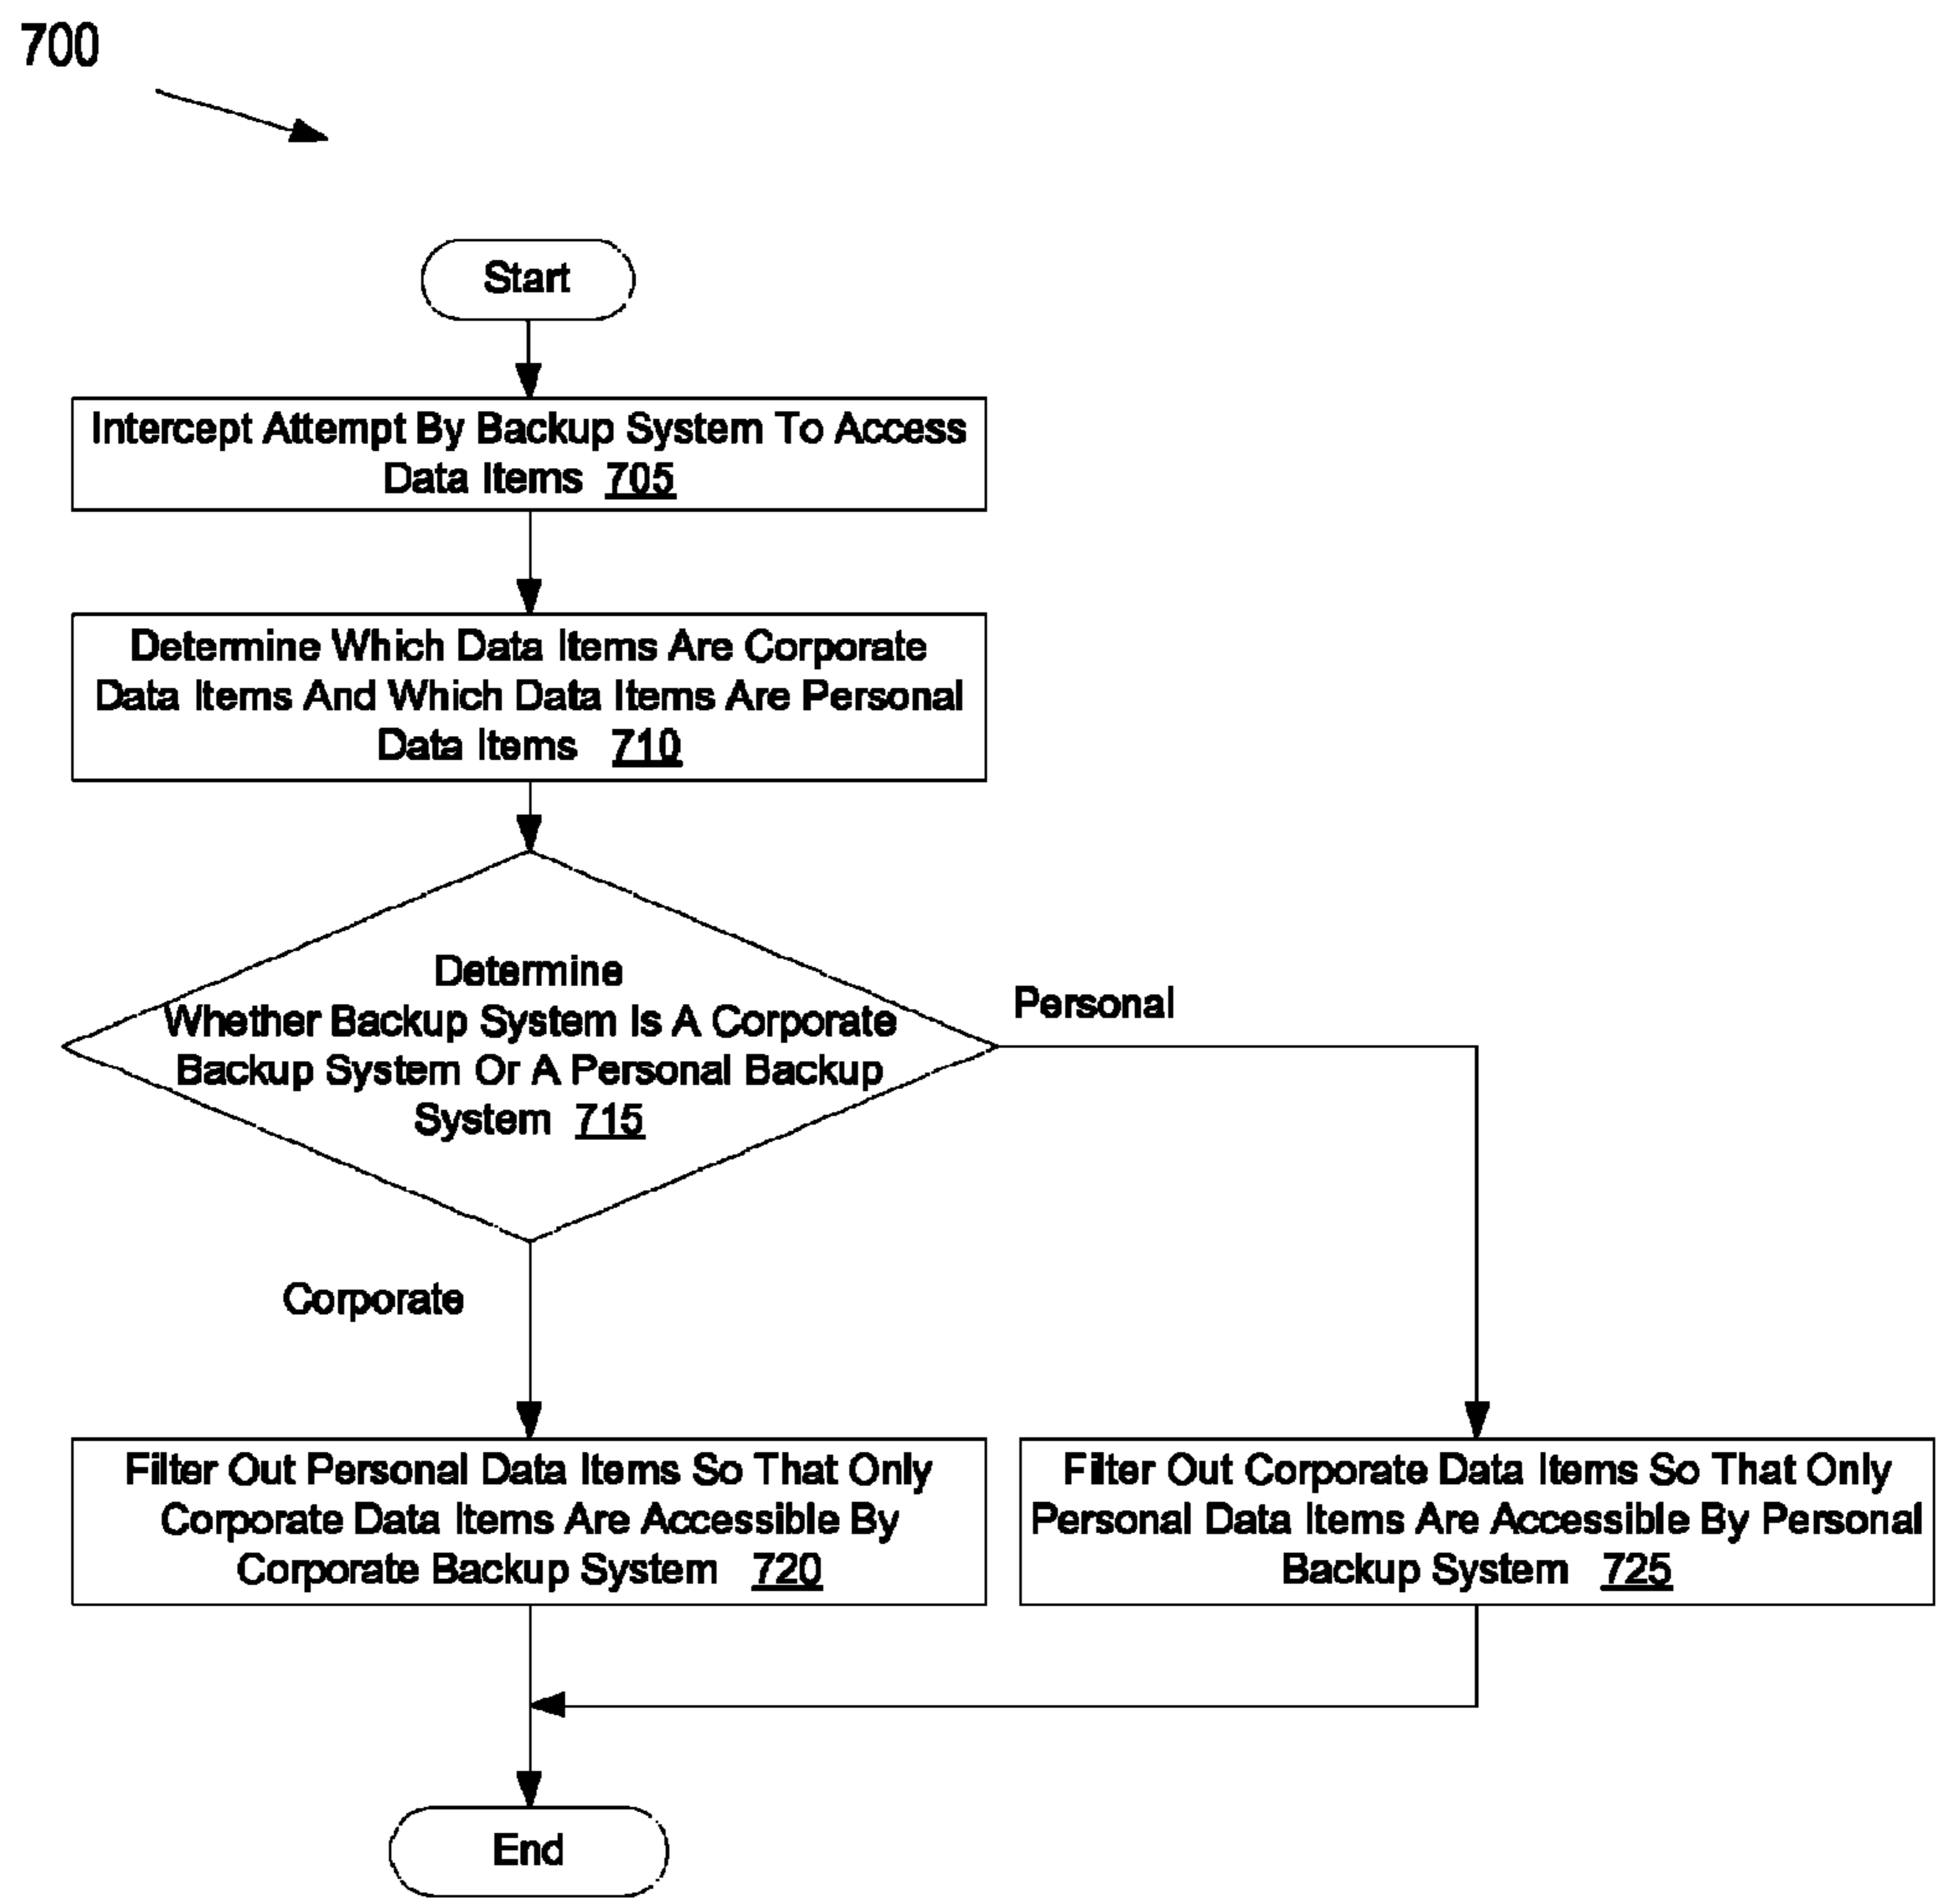 700
Start
Intercept Attempt By Backup System To Access
Data Items 705
Determine Which Data Items Are Corporate
Data Items And Which Data Items Are Personal
Data Items 710
Determine
Whether Backup System Is A Corporate
Backup System Or A Personal Backup
System 715
Personal
Corporate
Filter Out Personal Data Items So That Only
Corporate Data Items Are Accessible By
Corporate Backup System 720
Filter Out Corporate Data Items So That Only
Personal Data Items Are Accessible By Personal
Backup System 725
End